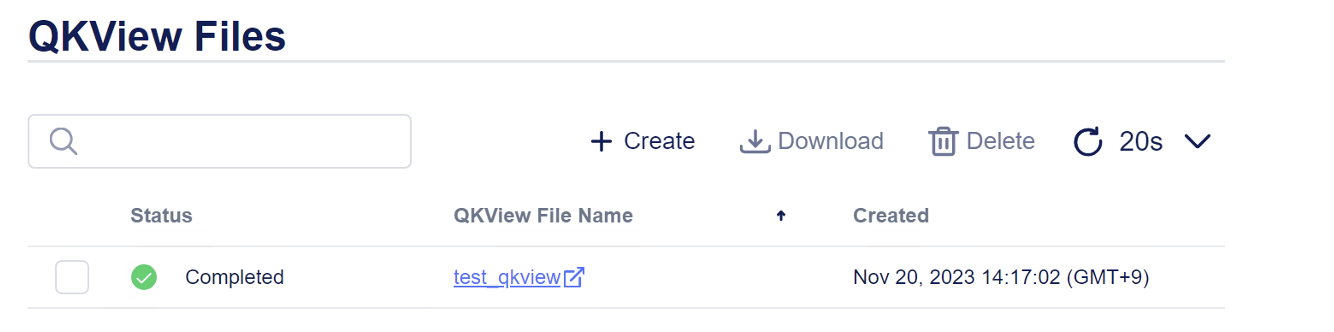 QKView Files
Create Download Delete 20s
Status QKView File Name Created
Completed test_qkview Nov 20, 2023 14:17:02 (GMT+9)